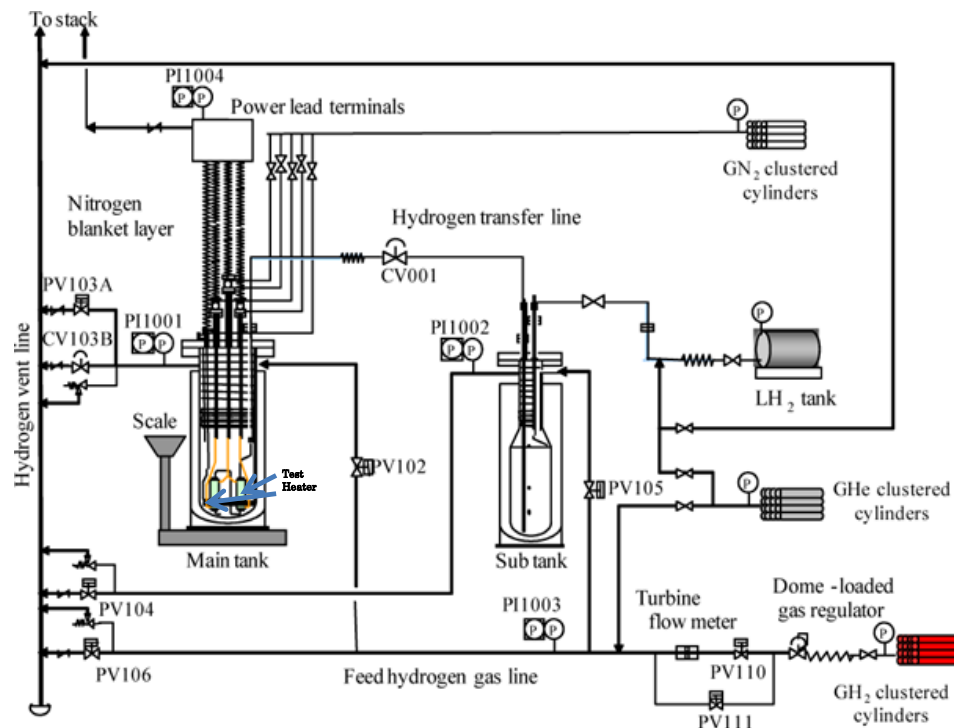 To stack
PI1004
P P
Power lead terminals
P
GN2 clustered
cylinders
Nitrogen
blanket layer
Hydrogen transfer line
CV001
PV103A
PI1001
P P
CV103B
PI1002
P P
P
LH2 tank
Hydrogen vent line
Scale
Test
Heater
PV102
PV105
P
GHe clustered
cylinders
Main tank
Sub tank
PV104
PI1003
P P
Turbine
flow meter
Dome -loaded
gas regulator
P
PV106
Feed hydrogen gas line
PV110
PV111
GH2 clustered
cylinders